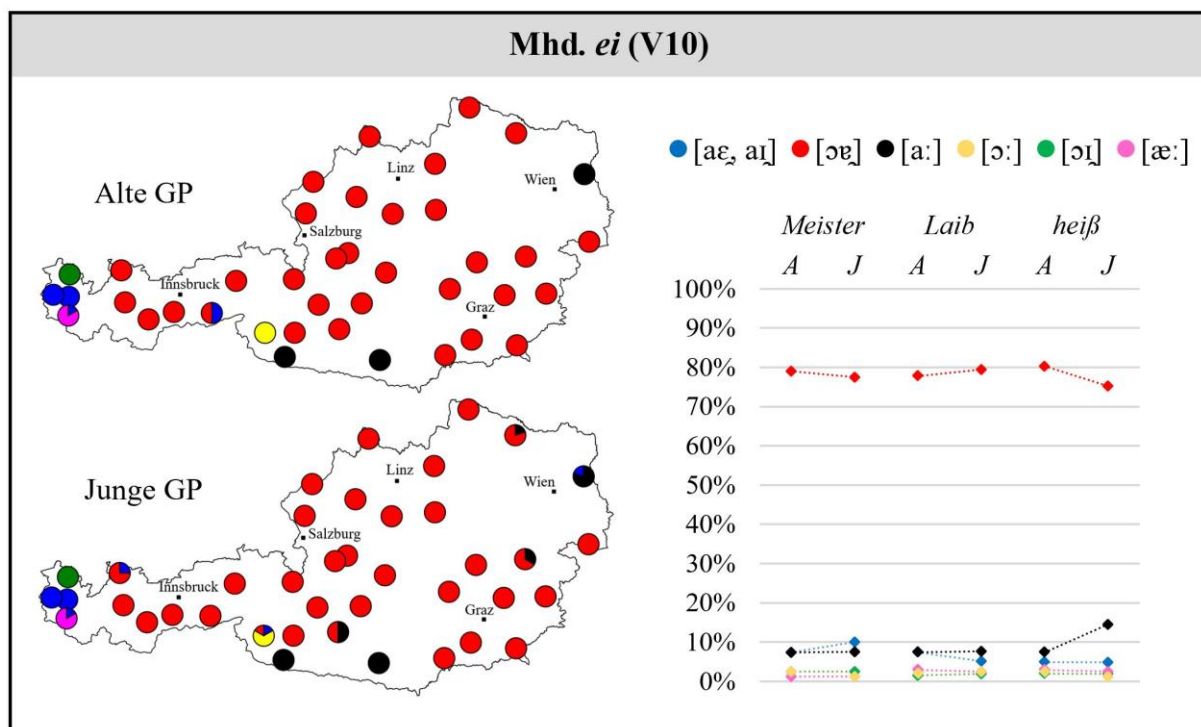 Mhd. ei (V10)
Alte GP
Linz
Wien
Salzburg
Innsbruck
Graz
Junge GP
Linz
Wien
Salzburg
Innsbruck
Graz
[aɛ̯, aɪ̯] [ɔɐ̯] [aː] [ɔː] [ɔɪ̯] [æː]
Meister Laib heiß
A J A J A J
100%
90%
80%
70%
60%
50%
40%
30%
20%
10%
0%